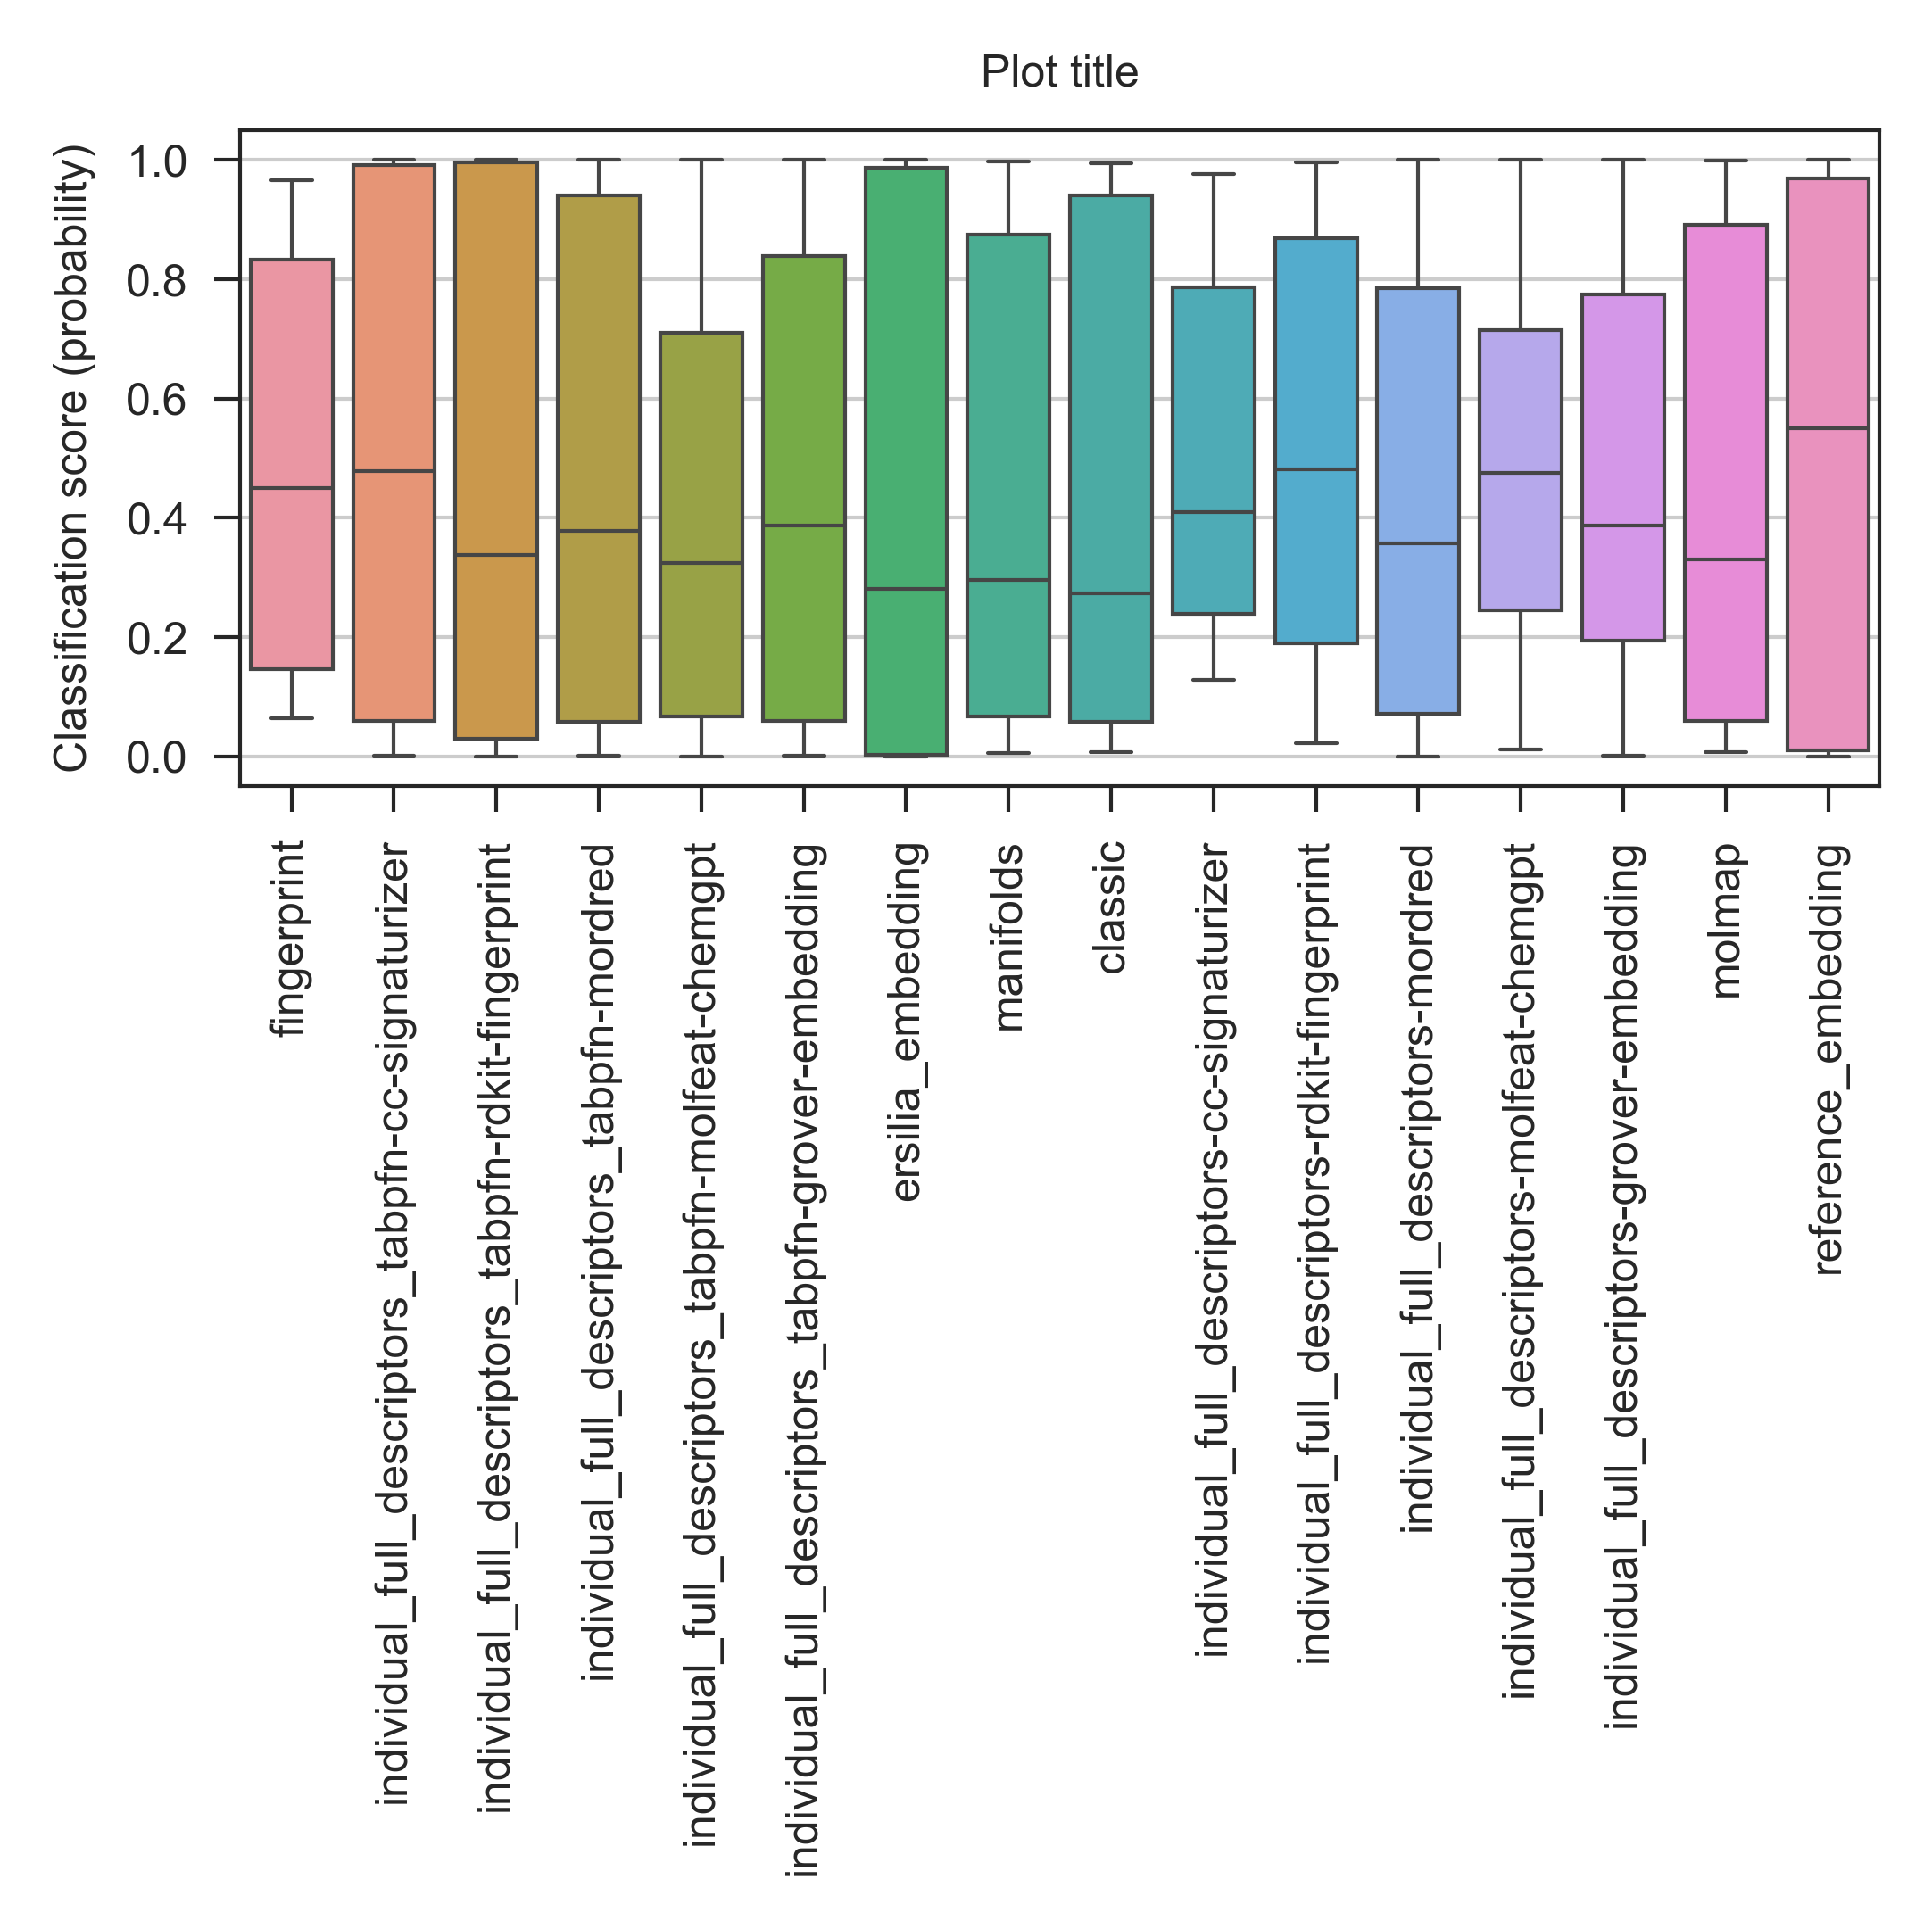 Plot title
Classification score (probability)
1.0
0.8
0.6
0.4
0.2
0.0
fingerprint
individual_full_descriptors_tabpfn-cc-signaturizer
individual_full_descriptors_tabpfn-rdkit-fingerprint
individual_full_descriptors_tabpfn-mordred
individual_full_descriptors_tabpfn-molfeat-chemgpt
individual_full_descriptors_tabpfn-grover-embedding
ersilia_embedding
manifolds
classic
individual_full_descriptors-cc-signaturizer
individual_full_descriptors-rdkit-fingerprint
individual_full_descriptors-mordred
individual_full_descriptors-molfeat-chemgpt
individual_full_descriptors-grover-embedding
molmap
reference_embedding